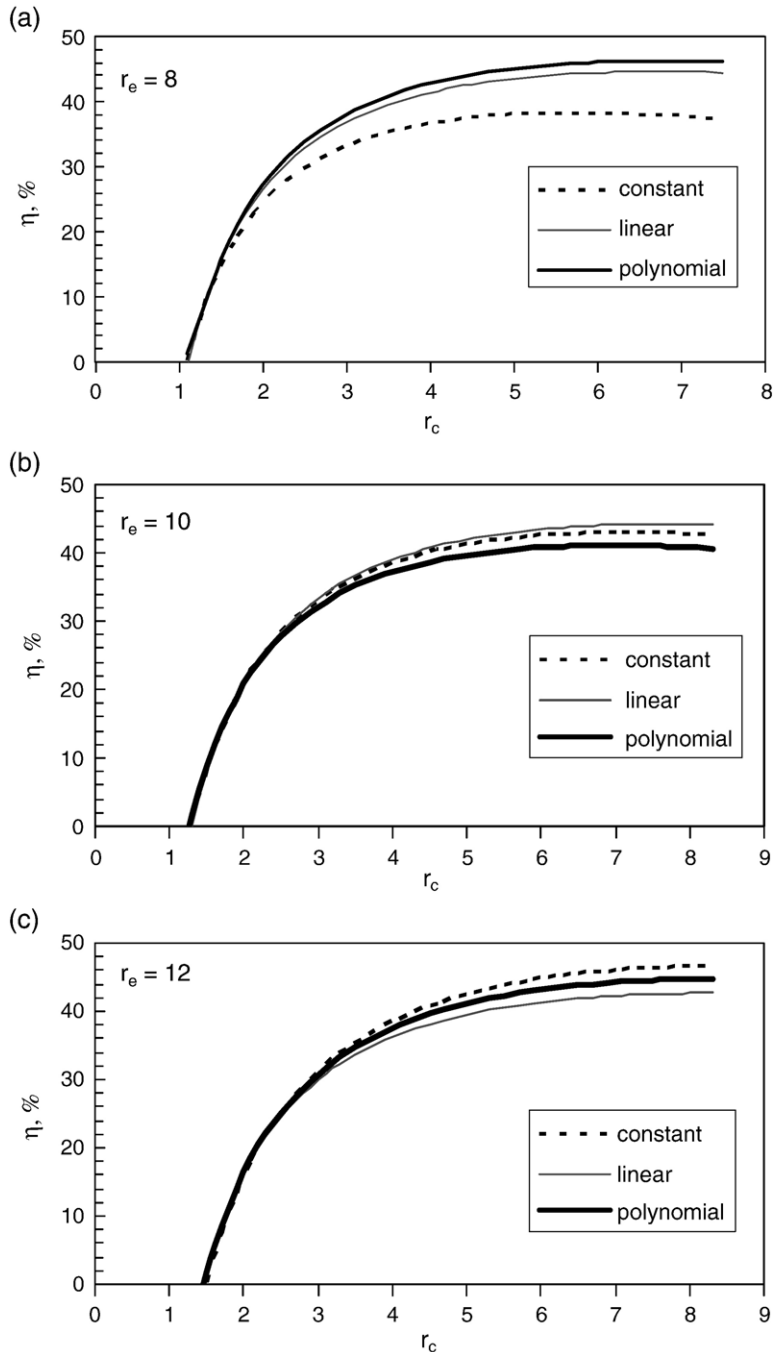 (a)
50
40
30
20
10
0
η, %
r_e = 8
constant
linear
polynomial
0 1 2 3 4 5 6 7 8
r_c
(b)
50
40
30
20
10
0
η, %
r_e = 10
constant
linear
polynomial
0 1 2 3 4 5 6 7 8 9
r_c
(c)
50
40
30
20
10
0
η, %
r_e = 12
constant
linear
polynomial
0 1 2 3 4 5 6 7 8 9
r_c